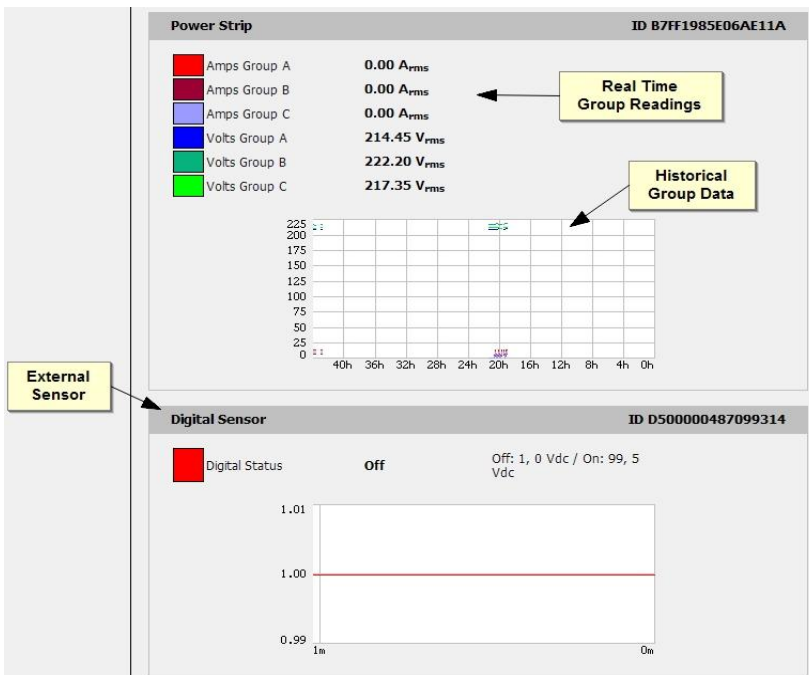 Power Strip ID B7FF1985E06AE11A
Amps Group A 0.00 Arms
Amps Group B 0.00 Arms
Amps Group C 0.00 Arms
Volts Group A 214.45 Vrms
Volts Group B 222.20 Vrms
Volts Group C 217.35 Vrms
Real Time
Group Readings
Historical
Group Data
225
200
175
150
125
100
75
50
25
0
40h 36h 32h 28h 24h 20h 16h 12h 8h 4h 0h
External
Sensor
Digital Sensor ID D500000487099314
Digital Status Off Off: 1, 0 Vdc / On: 99, 5
Vdc
1.01
1.00
0.99
1m 0m